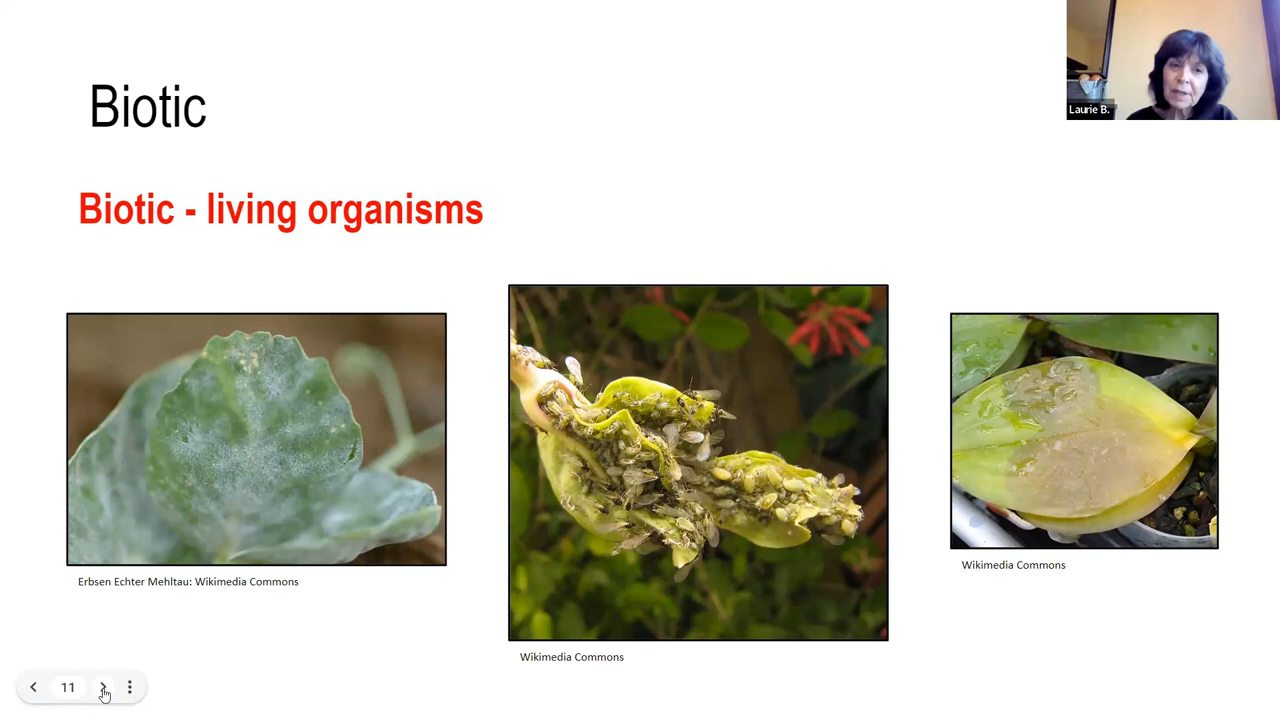 Biotic
Laurie B.
Biotic - living organisms
Erbsen Echter Mehltau: Wikimedia Commons
Wikimedia Commons
Wikimedia Commons
11